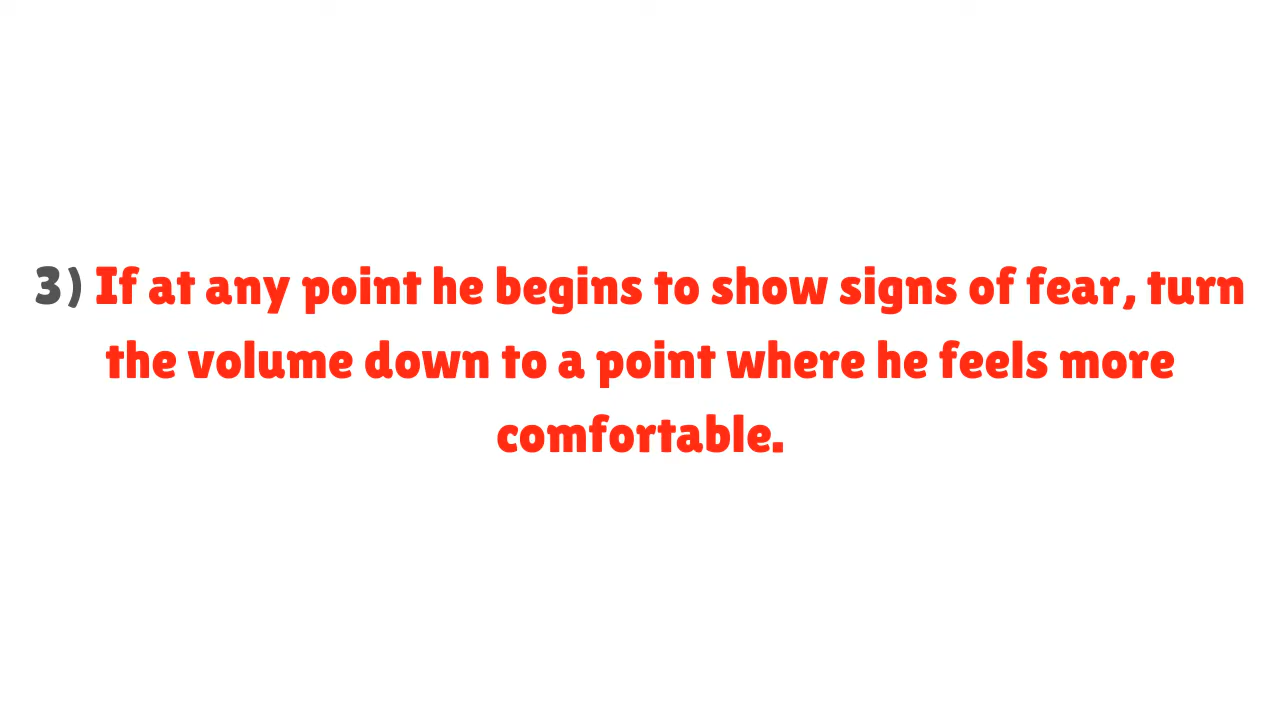 3) If at any point he begins to show signs of fear, turn
the volume down to a point where he feels more
comfortable.